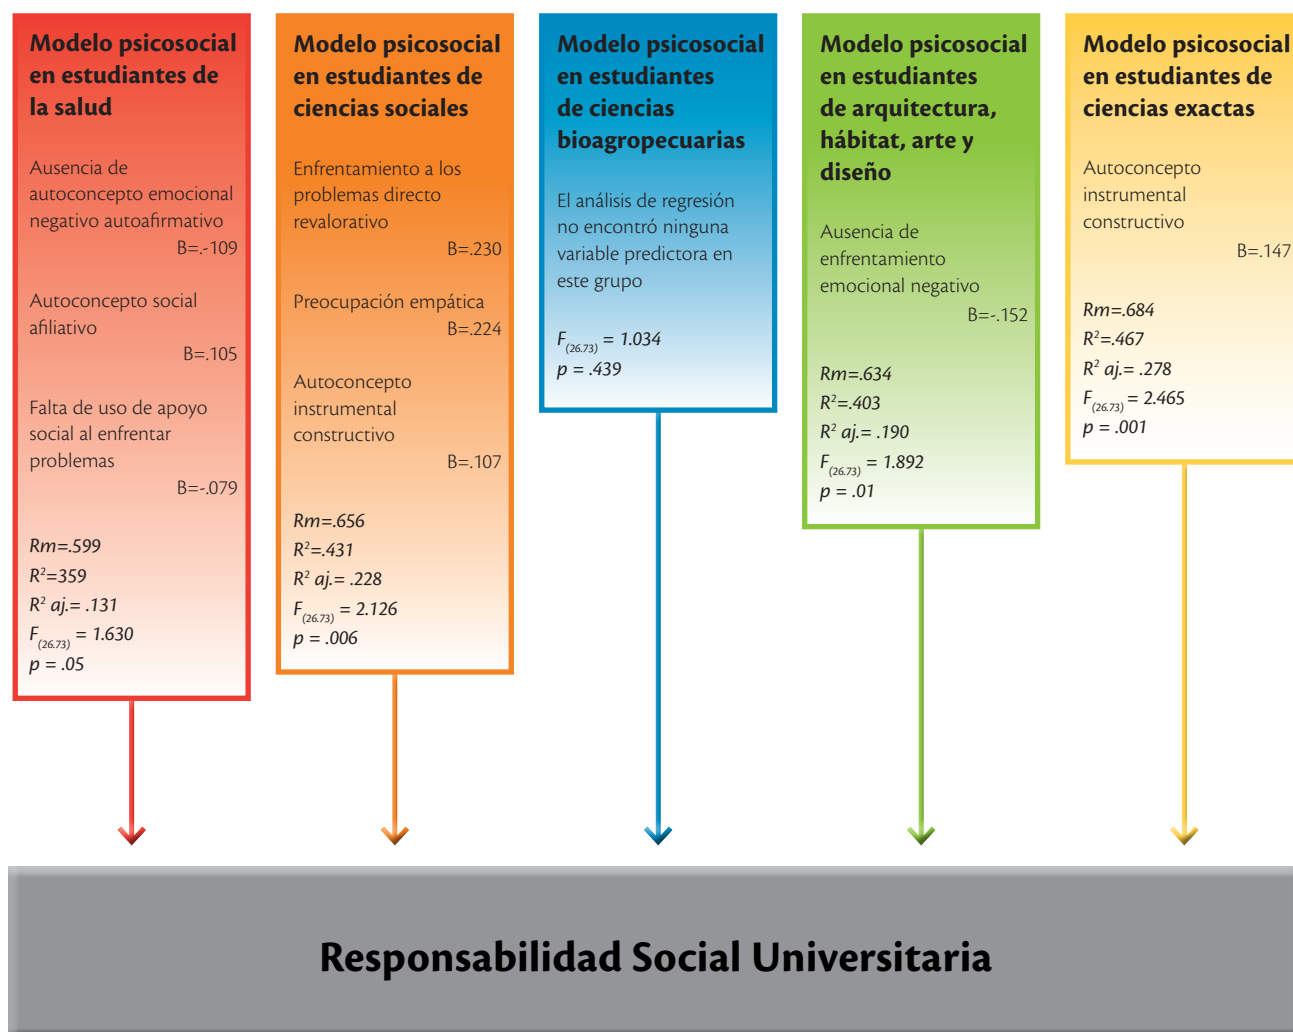 Modelo psicosocial
en estudiantes de
la salud
Ausencia de
autoconcepto emocional
negativo autoafirmativo
B=.-109
Autoconcepto social
afiliativo
B=.105
Falta de uso de apoyo
social al enfrentar
problemas
B=-.079
Rm=.599
R²=359
R² aj.= .131
F(26.73) = 1.630
p = .05
Modelo psicosocial
en estudiantes de
ciencias sociales
Enfrentamiento a los
problemas directo
revalorativo
B=.230
Preocupación empática
B=.224
Autoconcepto
instrumental
constructivo
B=.107
Rm=.656
R²=.431
R² aj.= .228
F(26.73) = 2.126
p = .006
Modelo psicosocial
en estudiantes
de ciencias
bioagropecuarias
El análisis de regresión
no encontró ninguna
variable predictora en
este grupo
F(26.73) = 1.034
p = .439
Modelo psicosocial
en estudiantes
de arquitectura,
hábitat, arte y
diseño
Ausencia de
enfrentamiento
emocional negativo
B=-.152
Rm=.634
R²=.403
R² aj.= .190
F(26.73) = 1.892
p = .01
Modelo psicosocial
en estudiantes de
ciencias exactas
Autoconcepto
instrumental
constructivo
B=.147
Rm=.684
R²=.467
R² aj.= .278
F(26.73) = 2.465
p = .001
Responsabilidad Social Universitaria